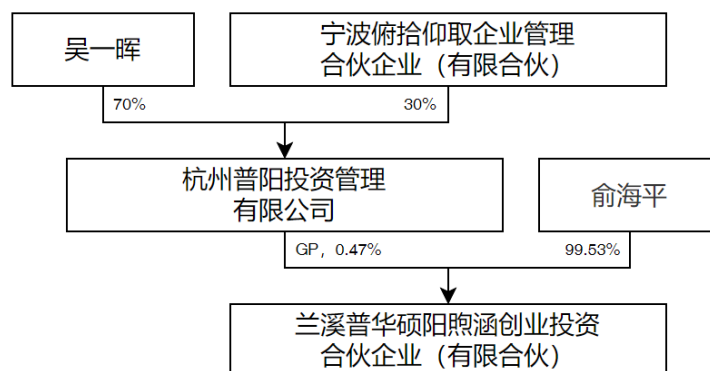 吴一晖
宁波俯拾仰取企业管理
合伙企业（有限合伙）
70%
30%
杭州普阳投资管理
有限公司
俞海平
GP，0.47%
99.53%
兰溪普华硕阳煦涵创业投资
合伙企业（有限合伙）